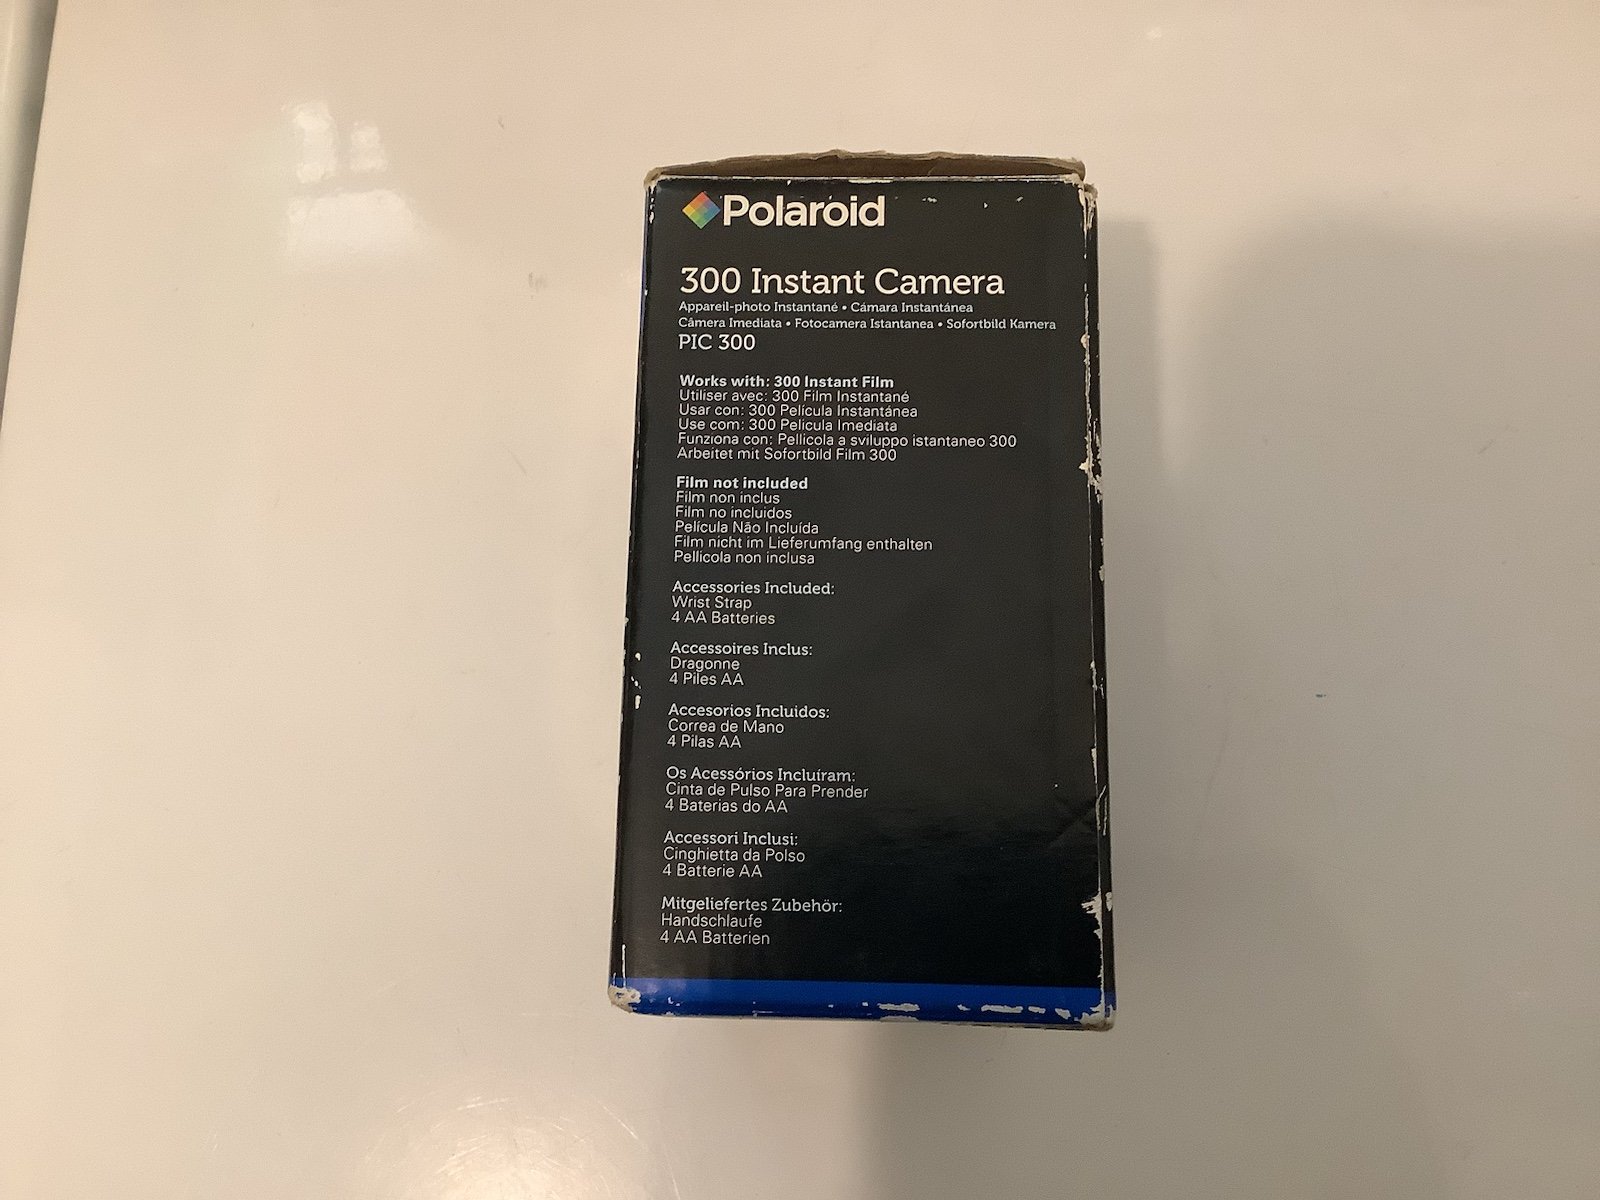 Polaroid
300 Instant Camera
Appareil-photo Instantané • Cámara Instantánea
Câmera Imediata • Fotocamera Istantanea • Sofortbild Kamera
PIC 300
Works with: 300 Instant Film
Utiliser avec: 300 Film Instantané
Usar con: 300 Película Instantánea
Use com: 300 Película Imediata
Funziona con: Pellicola a sviluppo istantaneo 300
Arbeitet mit Sofortbild Film 300
Film not included
Film non inclus
Film no incluidos
Película Não Incluída
Film nicht im Lieferumfang enthalten
Pellicola non inclusa
Accessories Included:
Wrist Strap
4 AA Batteries
Accessoires Inclus:
Dragonne
4 Piles AA
Accesorios Incluidos:
Correa de Mano
4 Pilas AA
Os Acessórios Incluíram:
Cinta de Pulso Para Prender
4 Baterias do AA
Accessori Inclusi:
Cinghietta da Polso
4 Batterie AA
Mitgeliefertes Zubehör:
Handschlaufe
4 AA Batterien